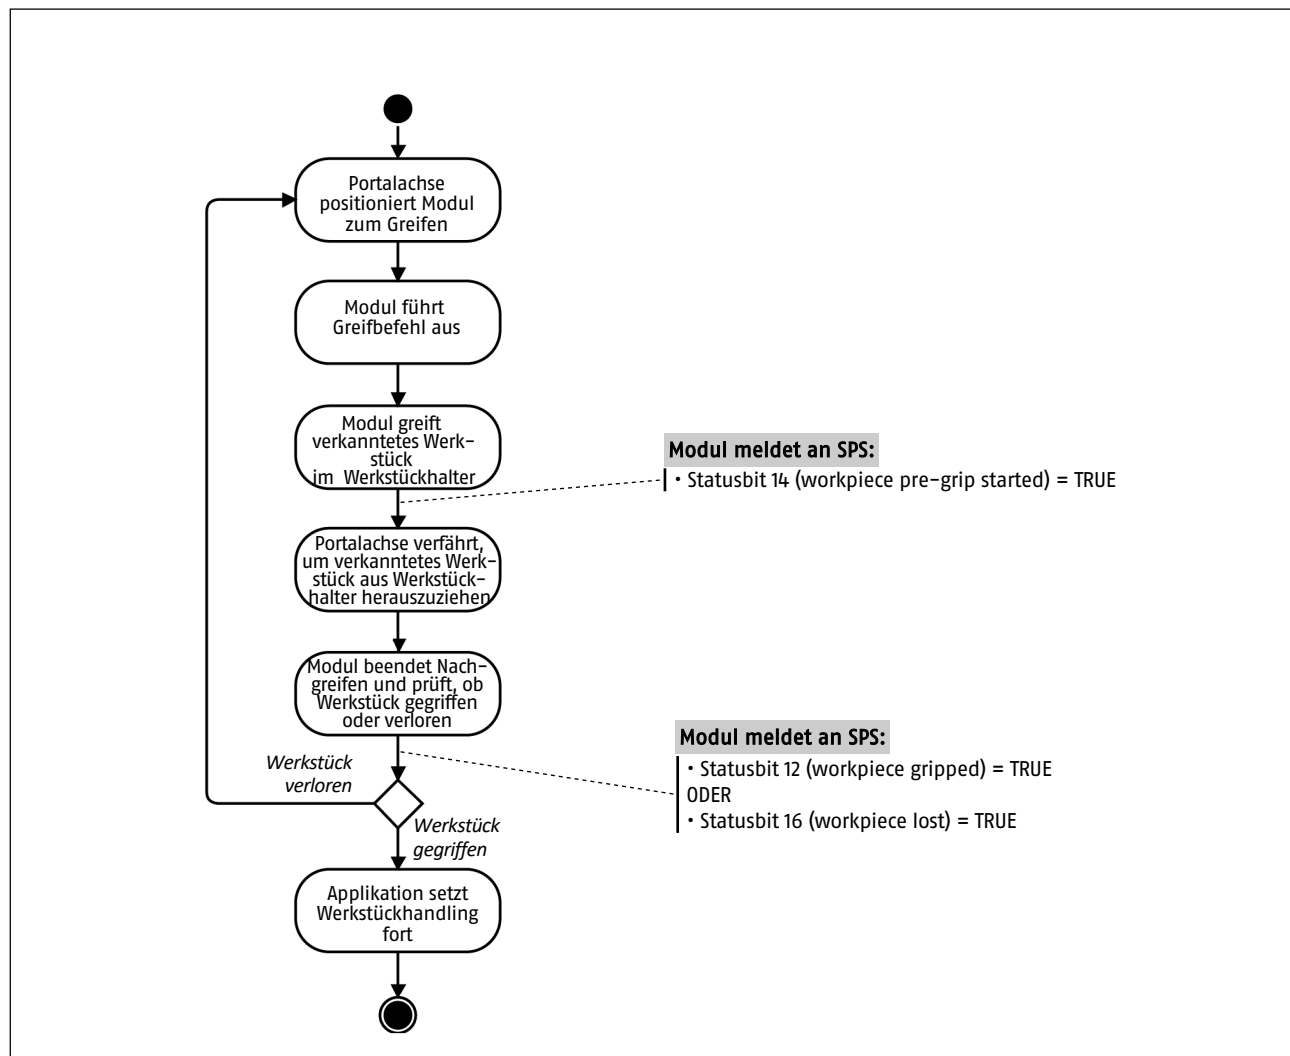 Portalachse
positioniert Modul
zum Greifen
Modul führt
Greifbefehl aus
Modul greift
verkanntetes Werk-
stück
im Werkstückhalter
Modul meldet an SPS:
• Statusbit 14 (workpiece pre-grip started) = TRUE
Portalachse verfährt,
um verkanntetes Werk-
stück aus Werkstück-
halter herauszuziehen
Modul beendet Nach-
greifen und prüft, ob
Werkstück gegriffen
oder verloren
Modul meldet an SPS:
• Statusbit 12 (workpiece gripped) = TRUE
ODER
• Statusbit 16 (workpiece lost) = TRUE
Werkstück
verloren
Werkstück
gegriffen
Applikation setzt
Werkstückhandling
fort